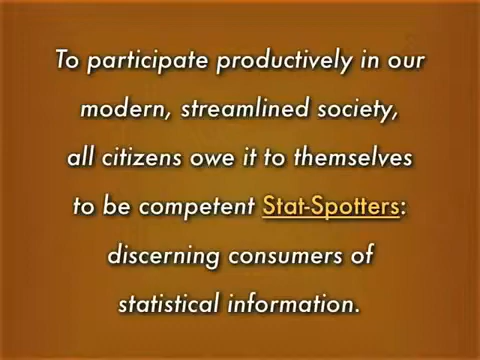 To participate productively in our
modern, streamlined society,
all citizens owe it to themselves
to be competent Stat-Spotters:
discerning consumers of
statistical information.